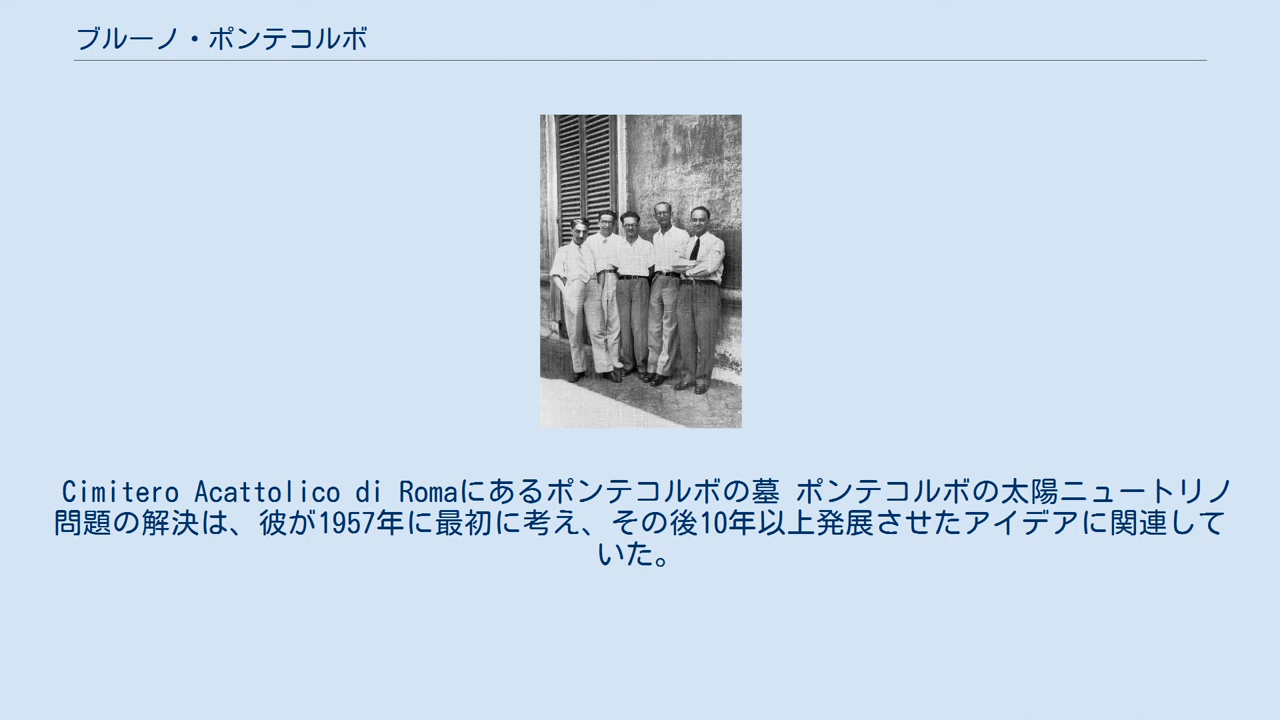 ブルーノ・ポンテコルボ
Cimitero Acattolico di Romaにあるポンテコルボの墓 ポンテコルボの太陽ニュートリノ
問題の解決は、彼が1957年に最初に考え、その後10年以上発展させたアイデアに関連して
いた。